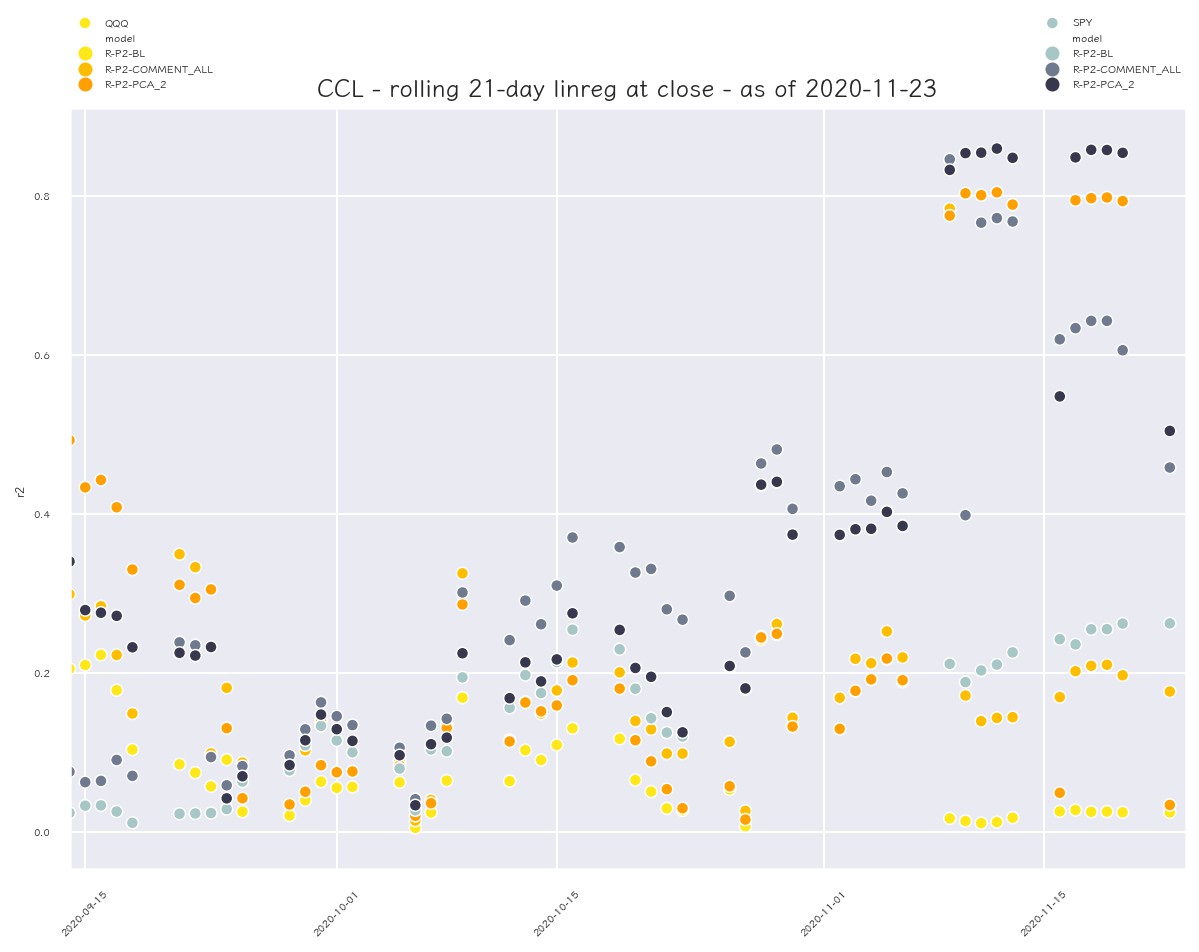 QQQ
model
R-P2-BL
R-P2-COMMENT_ALL
R-P2-PCA_2
SPY
model
R-P2-BL
R-P2-COMMENT_ALL
R-P2-PCA_2
CCL - rolling 21-day linreg at close - as of 2020-11-23
0.8
0.6
0.4
0.2
0.0
r2
2020-09-15
2020-10-01
2020-10-15
2020-11-01
2020-11-15